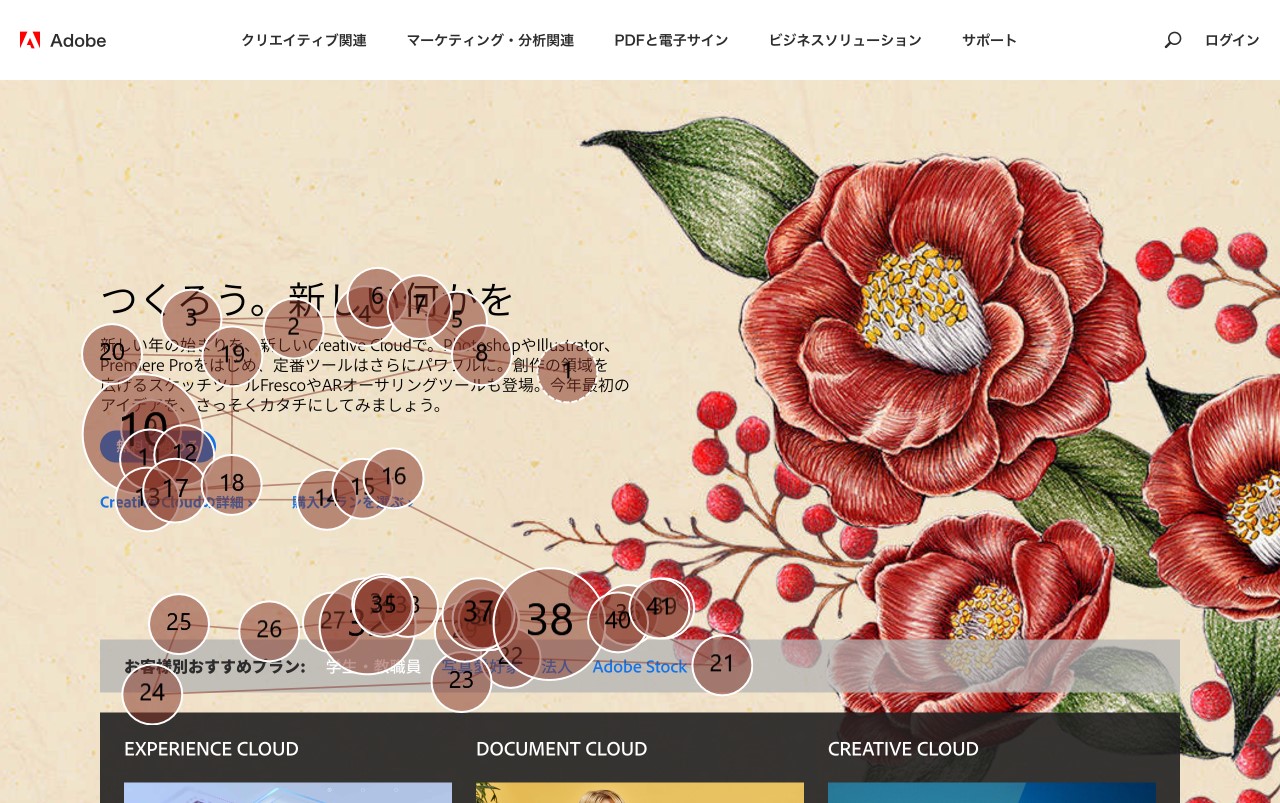 Adobe
クリエイティブ関連 マーケティング・分析関連 PDFと電子サイン ビジネスソリューション サポート ログイン
つくろう。新しい何かを
新しい年の始まりを、新しいCreative Cloudで。PhotoshopやIllustrator、
Premiere Proをはじめ、定番ツールはさらにパワフルに。創作の領域を
広げるスケッチツールFrescoやARオーサリングツールも登場。今年最初の
アイデアを、さっそくカタチにしてみましょう。
Creative Cloudの詳細 ›
購入プランを選ぶ ›
お客様別おすすめプラン: 学生・教職員 写真愛好家 法人 Adobe Stock
EXPERIENCE CLOUD DOCUMENT CLOUD CREATIVE CLOUD
1
2
3
4
5
6
7
8
10
12
14
15
16
17
18
19
20
21
22
23
24
25
26
27
35
37
38
40
41